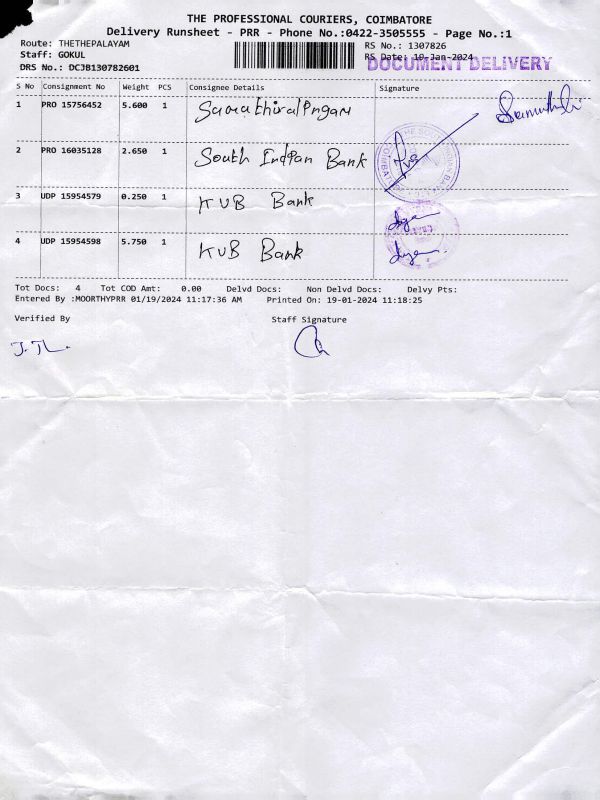 THE PROFESSIONAL COURIERS, COIMBATORE
Delivery Runsheet - PRR - Phone No.:0422-3505555 - Page No.:1
Route: THETHEPALAYAM
RS No.: 1307826
Staff: GOKUL
RS Date: 19-Jan-2024
DRS No.: DCJB130782601
DOCUMENT DELIVERY
S No Consignment No Weight PCS Consignee Details Signature
1 PRO 15756452 5.600 1
2 PRO 16035128 2.650 1 South Indian Bank
3 UDP 15954579 0.250 1 KVB Bank
4 UDP 15954598 5.750 1 KVB Bank
Tot Docs: 4 Tot COD Amt: 0.00 Delvd Docs: Non Delvd Docs: Delvy Pts:
Entered By :MOORTHYPRR 01/19/2024 11:17:36 AM Printed On: 19-01-2024 11:18:25
Verified By Staff Signature